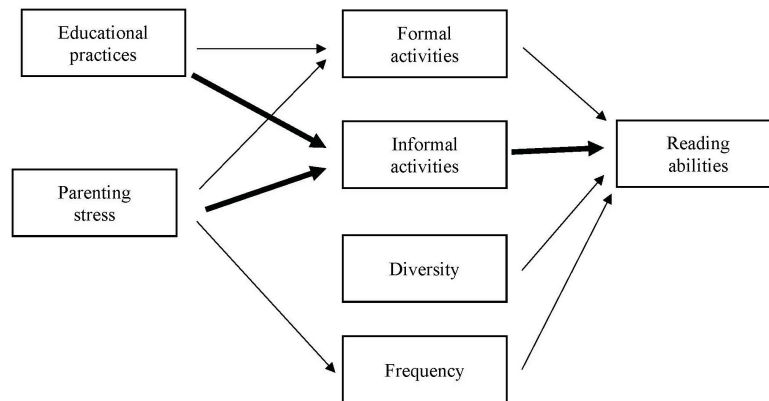 Educational
practices
Formal
activities
Informal
activities
Reading
abilities
Parenting
stress
Diversity
Frequency